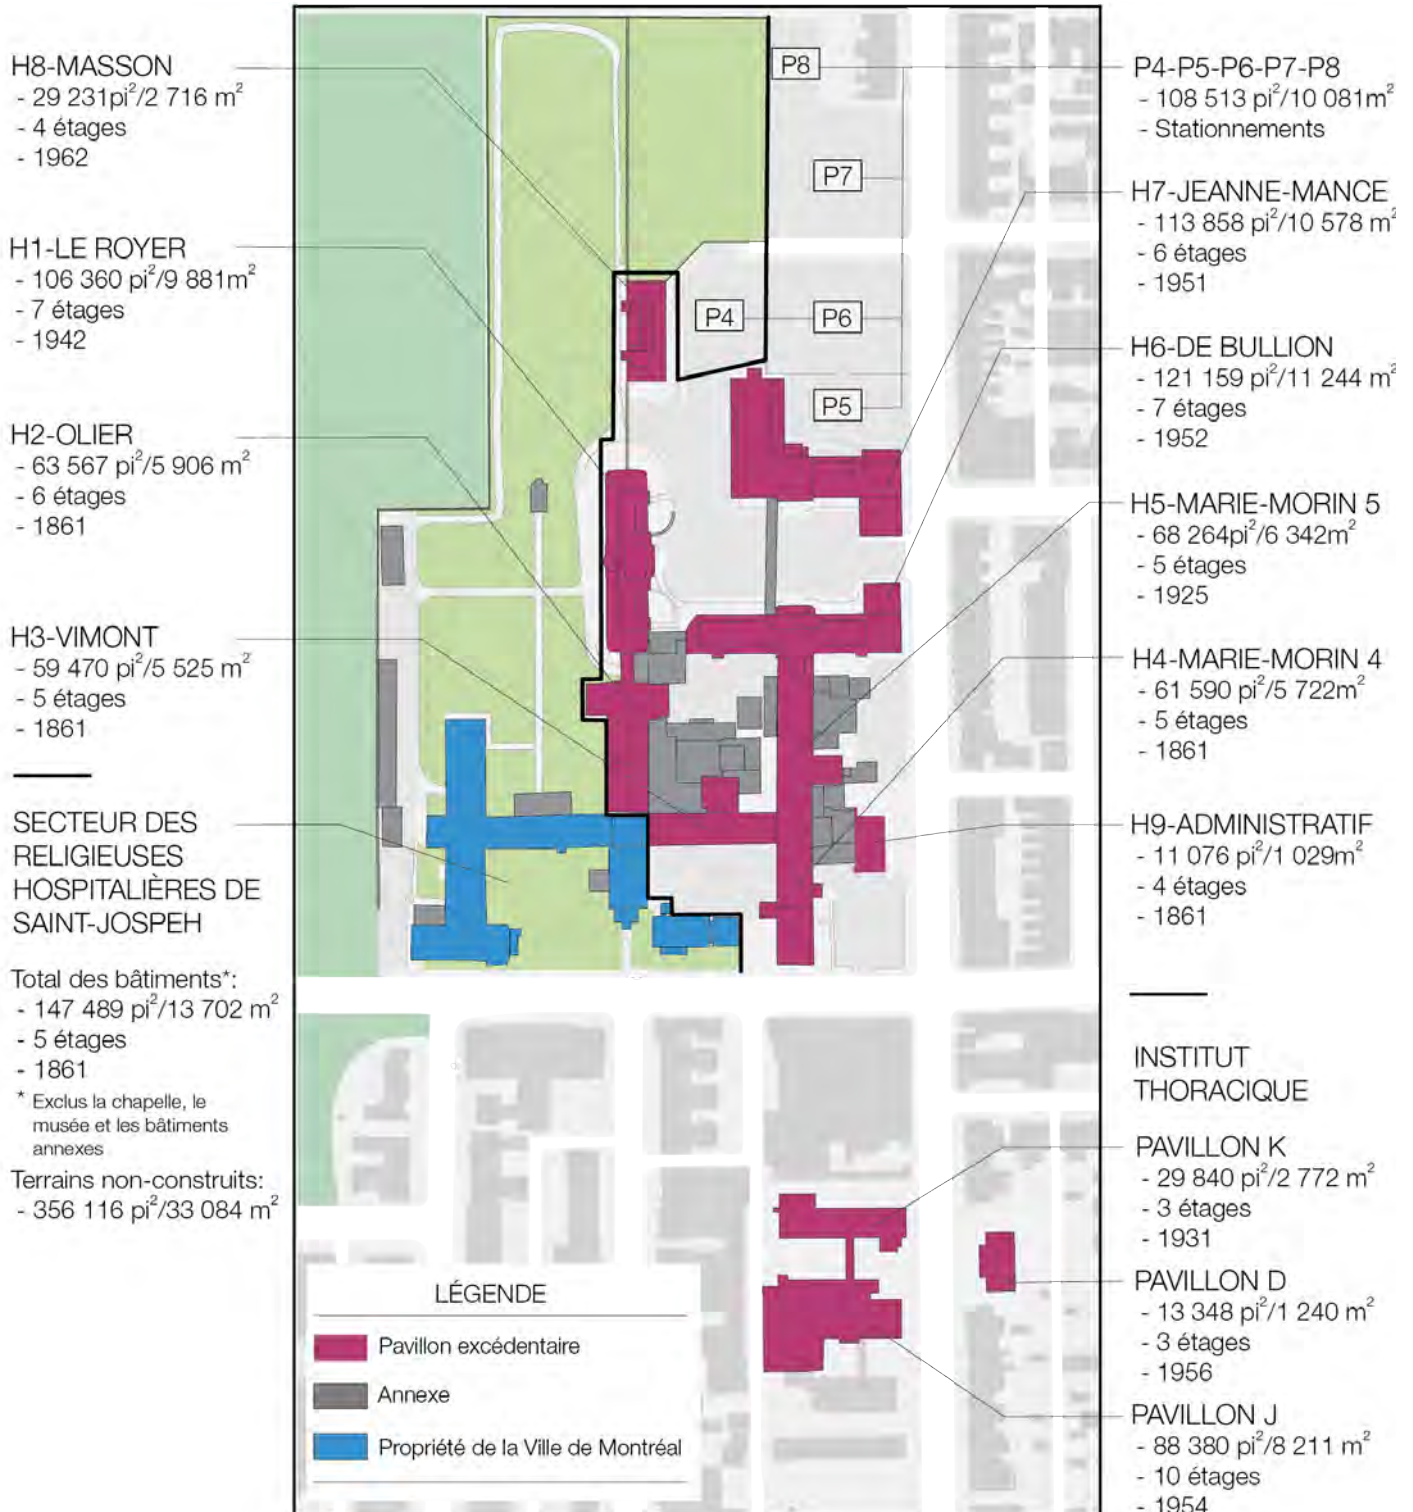 H8-MASSON
- 29 231pi²/2 716 m²
- 4 étages
- 1962
H1-LE ROYER
- 106 360 pi²/9 881m²
- 7 étages
- 1942
H2-OLIER
- 63 567 pi²/5 906 m²
- 6 étages
- 1861
H3-VIMONT
- 59 470 pi²/5 525 m²
- 5 étages
- 1861
SECTEUR DES
RELIGIEUSES
HOSPITALIÈRES DE
SAINT-JOSPEH
Total des bâtiments*:
- 147 489 pi²/13 702 m²
- 5 étages
- 1861
* Exclus la chapelle, le
musée et les bâtiments
annexes
Terrains non-construits:
- 356 116 pi²/33 084 m²
P8
P7
P4
P6
P5
LÉGENDE
Pavillon excédentaire
Annexe
Propriété de la Ville de Montréal
P4-P5-P6-P7-P8
- 108 513 pi²/10 081m²
- Stationnements
H7-JEANNE-MANCE
- 113 858 pi²/10 578 m²
- 6 étages
- 1951
H6-DE BULLION
- 121 159 pi²/11 244 m²
- 7 étages
- 1952
H5-MARIE-MORIN 5
- 68 264pi²/6 342m²
- 5 étages
- 1925
H4-MARIE-MORIN 4
- 61 590 pi²/5 722m²
- 5 étages
- 1861
H9-ADMINISTRATIF
- 11 076 pi²/1 029m²
- 4 étages
- 1861
INSTITUT
THORACIQUE
PAVILLON K
- 29 840 pi²/2 772 m²
- 3 étages
- 1931
PAVILLON D
- 13 348 pi²/1 240 m²
- 3 étages
- 1956
PAVILLON J
- 88 380 pi²/8 211 m²
- 10 étages
- 1954